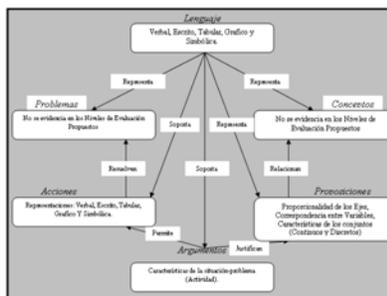 Lenguaje
Verbal, Escrito, Tabular, Grafico y
Simbólica.
Representa
Representa
Problemas
Conceptos
No se evidencia en los Niveles de Evaluación
Propuestos
No se evidencia en los Niveles de
Evaluación Propuestos
Soporta
Representa
Resuelven
Soporta
Relacionan
Acciones
Proposiciones
Representaciones: Verbal, Escrito, Tabular,
Grafico Y Simbólica.
Proporcionalidad de los Ejes,
Correspondencia entre Variables,
Características de los conjuntos
(Continuos y Discretos)
Permite
Justifican
Argumentos
Características de la situación-problema
(Actividad).